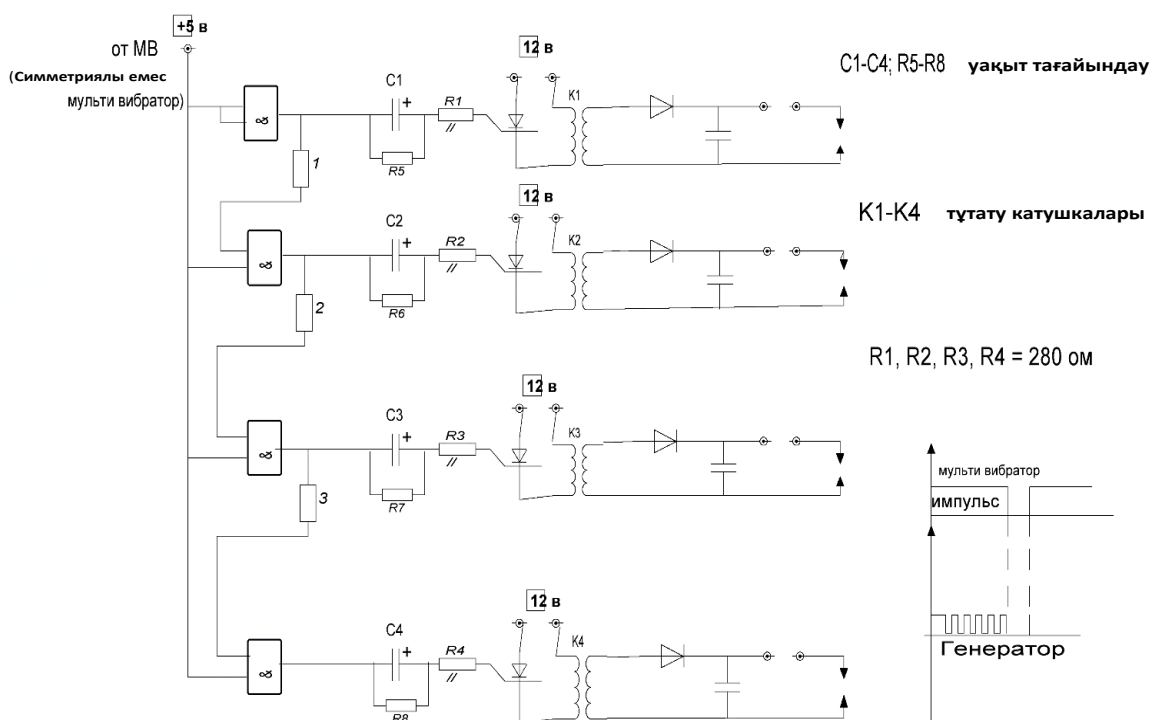 +5 в
от МВ
(Симметриялы емес
мульти вибратор)
12 в
C1-C4; R5-R8 уақыт тағайындау
C1
+
R1
//
K1
&
R5
1
12 в
K1-K4 тұтату катушкалары
C2
+
R2
//
K2
&
R6
2
R1, R2, R3, R4 = 280 ом
12 в
C3
+
R3
//
K3
&
R7
3
мульти вибратор
импульс
12 в
C4
+
R4
//
K4
&
R8
Генератор